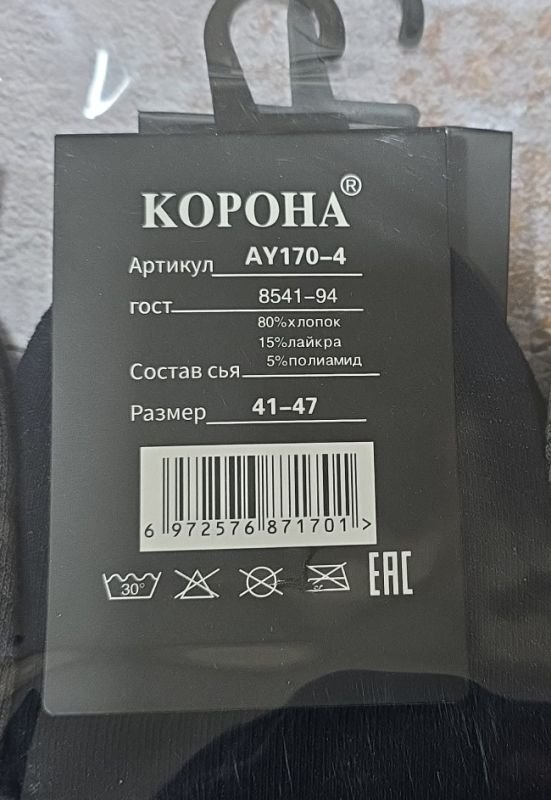 КОРОНА®
Артикул AY170-4
гост 8541-94
80%хлопок
15%лайкра
5%полиамид
Состав сья
Размер 41-47
6 972576 871701 >
30°
EAC